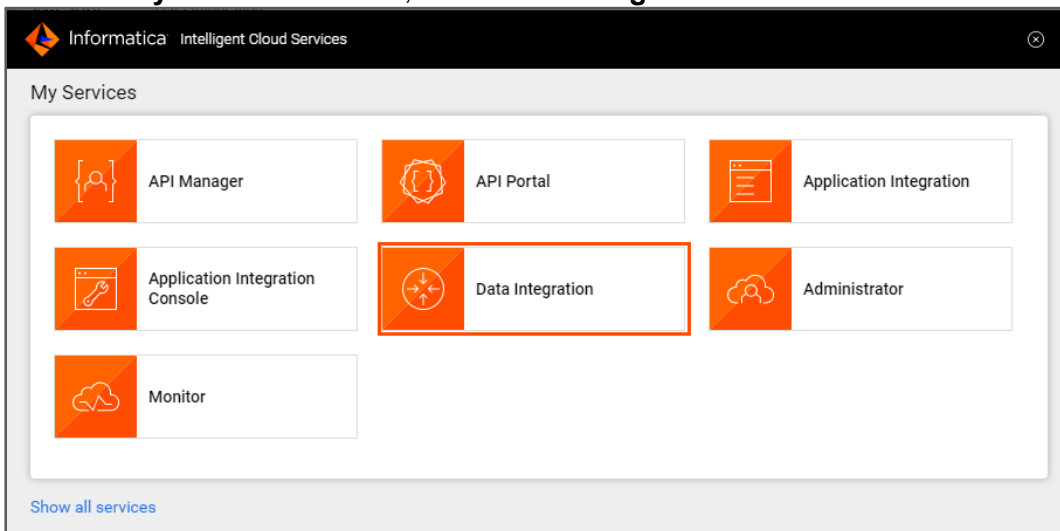 Informatica Intelligent Cloud Services
My Services
API Manager
API Portal
Application Integration
Application Integration
Console
Data Integration
Administrator
Monitor
Show all services